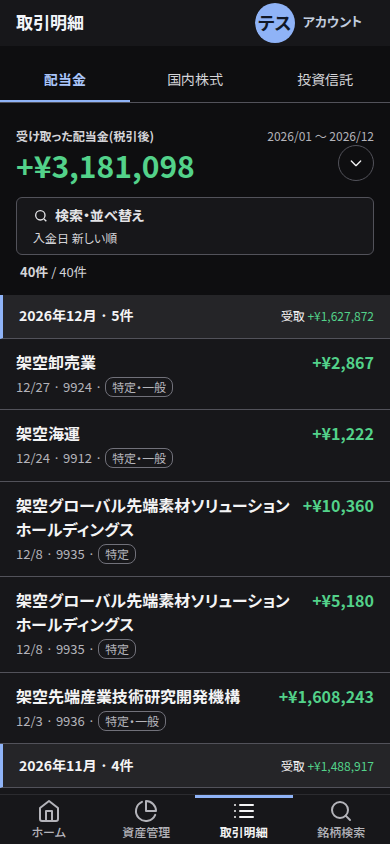 取引明細
テス アカウント
配当金 国内株式 投資信託
受け取った配当金(税引後) 2026/01 〜 2026/12
+¥3,181,098
検索・並べ替え
入金日 新しい順
40件 / 40件
2026年12月・5件 受取 +¥1,627,872
架空卸売業 +¥2,867
12/27・9924・特定・一般
架空海運 +¥1,222
12/24・9912・特定・一般
架空グローバル先端素材ソリューション +¥10,360
ホールディングス
12/8・9935・特定
架空グローバル先端素材ソリューション +¥5,180
ホールディングス
12/8・9935・特定
架空先端産業技術研究開発機構 +¥1,608,243
12/3・9936・特定・一般
2026年11月・4件 受取 +¥1,488,917
ホーム 資産管理 取引明細 銘柄検索